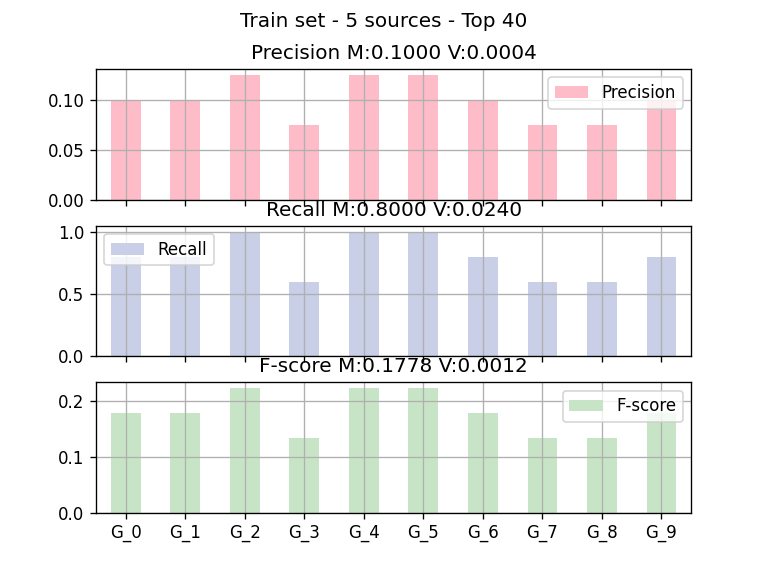 Train set - 5 sources - Top 40
Precision M:0.1000 V:0.0004
0.10
0.05
0.00
Precision
Recall M:0.8000 V:0.0240
1.0
0.5
0.0
Recall
F-score M:0.1778 V:0.0012
0.2
0.1
0.0
F-score
G_0 G_1 G_2 G_3 G_4 G_5 G_6 G_7 G_8 G_9